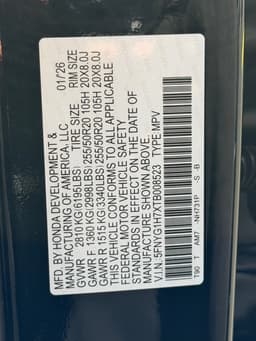 MFD. BY HONDA DEVELOPMENT & 01/26
MANUFACTURING OF AMERICA, LLC
GVWR 2810 KG(6195LBS) TIRE SIZE RIM SIZE
GAWR F 1360 KG(2998LBS) 255/50R20 105H 20X8.0J
GAWR R 1515 KG(3340LBS) 255/50R20 105H 20X8.0J
THIS VEHICLE CONFORMS TO ALL APPLICABLE
FEDERAL MOTOR VEHICLE SAFETY
STANDARDS IN EFFECT ON THE DATE OF
MANUFACTURE SHOWN ABOVE.
V.I.N. 5FNYG1H7XTB008523 TYPE: MPV
T90 T AM7 -NH731P -S -B